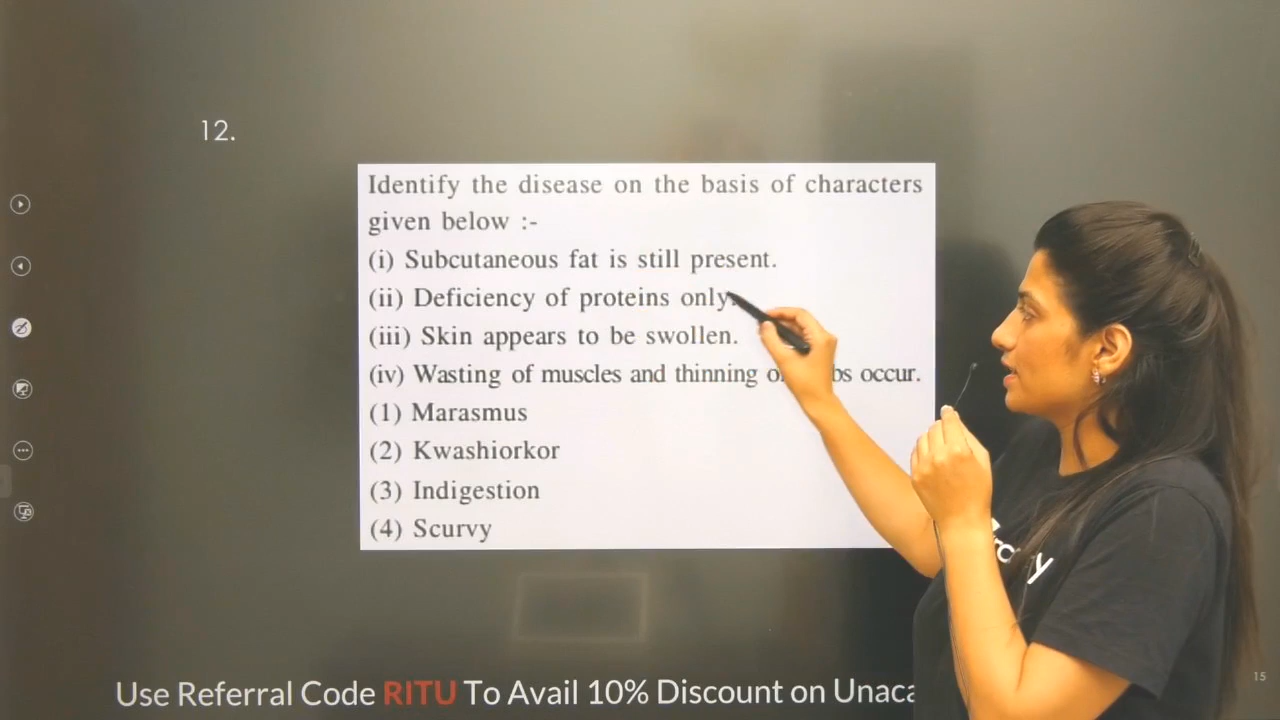 12.
Identify the disease on the basis of characters
given below :-
(i) Subcutaneous fat is still present.
(ii) Deficiency of proteins only.
(iii) Skin appears to be swollen.
(iv) Wasting of muscles and thinning occur.
(1) Marasmus
(2) Kwashiorkor
(3) Indigestion
(4) Scurvy
Use Referral Code RITU To Avail 10% Discount on
15